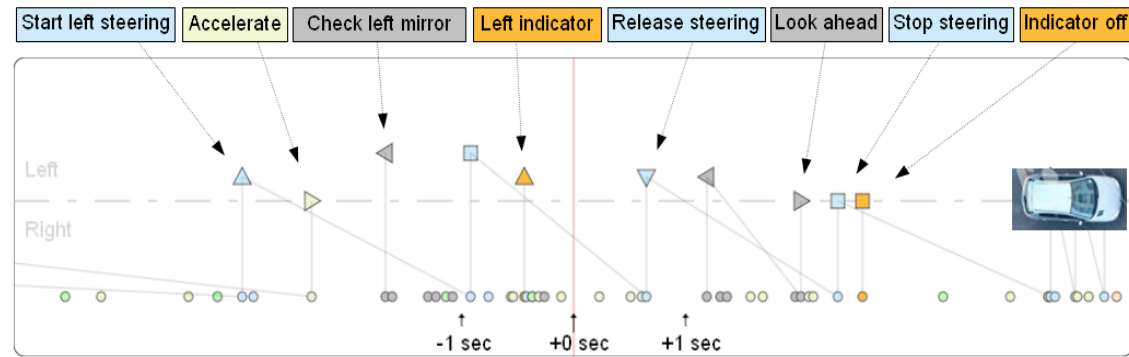 Start left steering
Accelerate
Check left mirror
Left indicator
Release steering
Look ahead
Stop steering
Indicator off
Left
Right
-1 sec
+0 sec
+1 sec